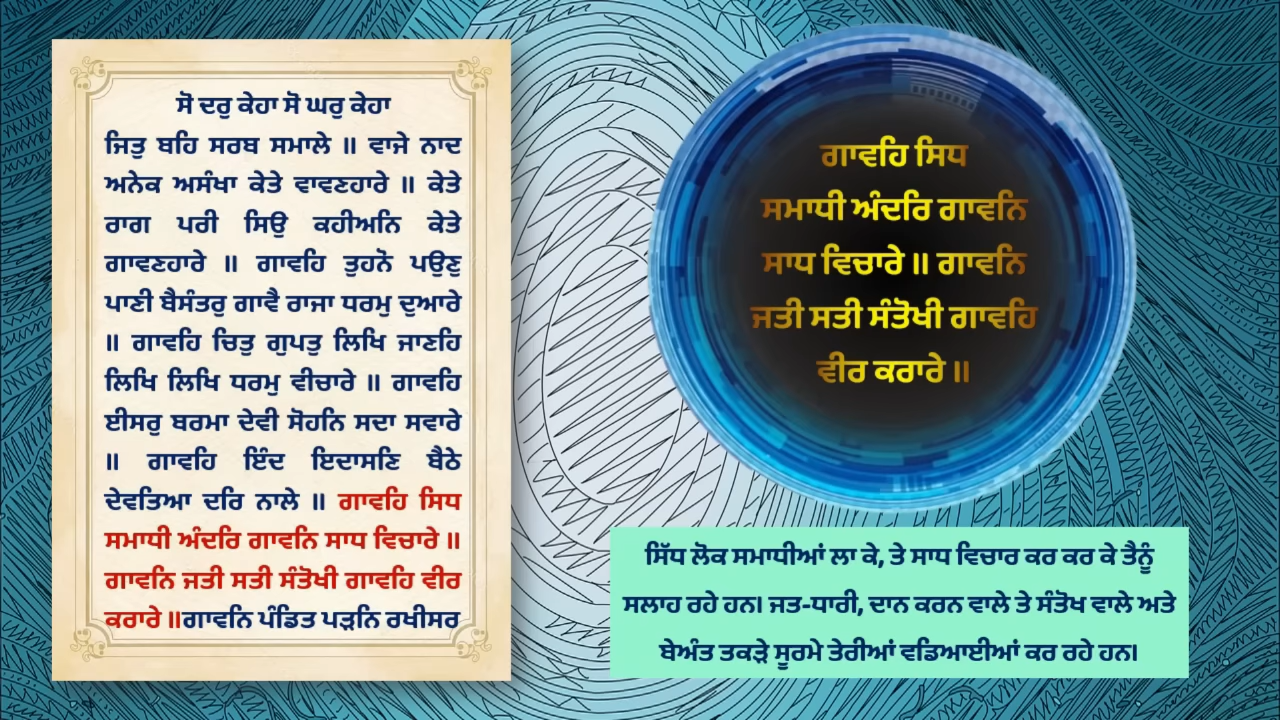 ਸੋ ਦਰੁ ਕੇਹਾ ਸੋ ਘਰੁ ਕੇਹਾ
ਜਿਤੁ ਬਹਿ ਸਰਬ ਸਮਾਲੇ ॥ ਵਾਜੇ ਨਾਦ
ਅਨੇਕ ਅਸੰਖਾ ਕੇਤੇ ਵਾਵਣਹਾਰੇ ॥ ਕੇਤੇ
ਰਾਗ ਪਰੀ ਸਿਉ ਕਹੀਅਨਿ ਕੇਤੇ
ਗਾਵਣਹਾਰੇ ॥ ਗਾਵਹਿ ਤੁਹਨੋ ਪਉਣੁ
ਪਾਣੀ ਬੈਸੰਤਰੁ ਗਾਵੈ ਰਾਜਾ ਧਰਮੁ ਦੁਆਰੇ
॥ ਗਾਵਹਿ ਚਿਤੁ ਗੁਪਤੁ ਲਿਖਿ ਜਾਣਹਿ
ਲਿਖਿ ਲਿਖਿ ਧਰਮੁ ਵੀਚਾਰੇ ॥ ਗਾਵਹਿ
ਈਸਰੁ ਬਰਮਾ ਦੇਵੀ ਸੋਹਨਿ ਸਦਾ ਸਵਾਰੇ
॥ ਗਾਵਹਿ ਇੰਦ ਇਦਾਸਣਿ ਬੈਠੇ
ਦੇਵਤਿਆ ਦਰਿ ਨਾਲੇ ॥ ਗਾਵਹਿ ਸਿਧ
ਸਮਾਧੀ ਅੰਦਰਿ ਗਾਵਨਿ ਸਾਧ ਵਿਚਾਰੇ ॥
ਗਾਵਨਿ ਜਤੀ ਸਤੀ ਸੰਤੋਖੀ ਗਾਵਹਿ ਵੀਰ
ਕਰਾਰੇ ॥ਗਾਵਨਿ ਪੰਡਿਤ ਪੜਨਿ ਰਖੀਸਰ
ਗਾਵਹਿ ਸਿਧ
ਸਮਾਧੀ ਅੰਦਰਿ ਗਾਵਨਿ
ਸਾਧ ਵਿਚਾਰੇ ॥ ਗਾਵਨਿ
ਜਤੀ ਸਤੀ ਸੰਤੋਖੀ ਗਾਵਹਿ
ਵੀਰ ਕਰਾਰੇ ॥
ਸਿੱਧ ਲੋਕ ਸਮਾਧੀਆਂ ਲਾ ਕੇ, ਤੇ ਸਾਧ ਵਿਚਾਰ ਕਰ ਕਰ ਕੇ ਤੈਨੂੰ
ਸਲਾਹ ਰਹੇ ਹਨ। ਜਤ-ਧਾਰੀ, ਦਾਨ ਕਰਨ ਵਾਲੇ ਤੇ ਸੰਤੋਖ ਵਾਲੇ ਅਤੇ
ਬੇਅੰਤ ਤਕੜੇ ਸੂਰਮੇ ਤੇਰੀਆਂ ਵਡਿਆਈਆਂ ਕਰ ਰਹੇ ਹਨ।